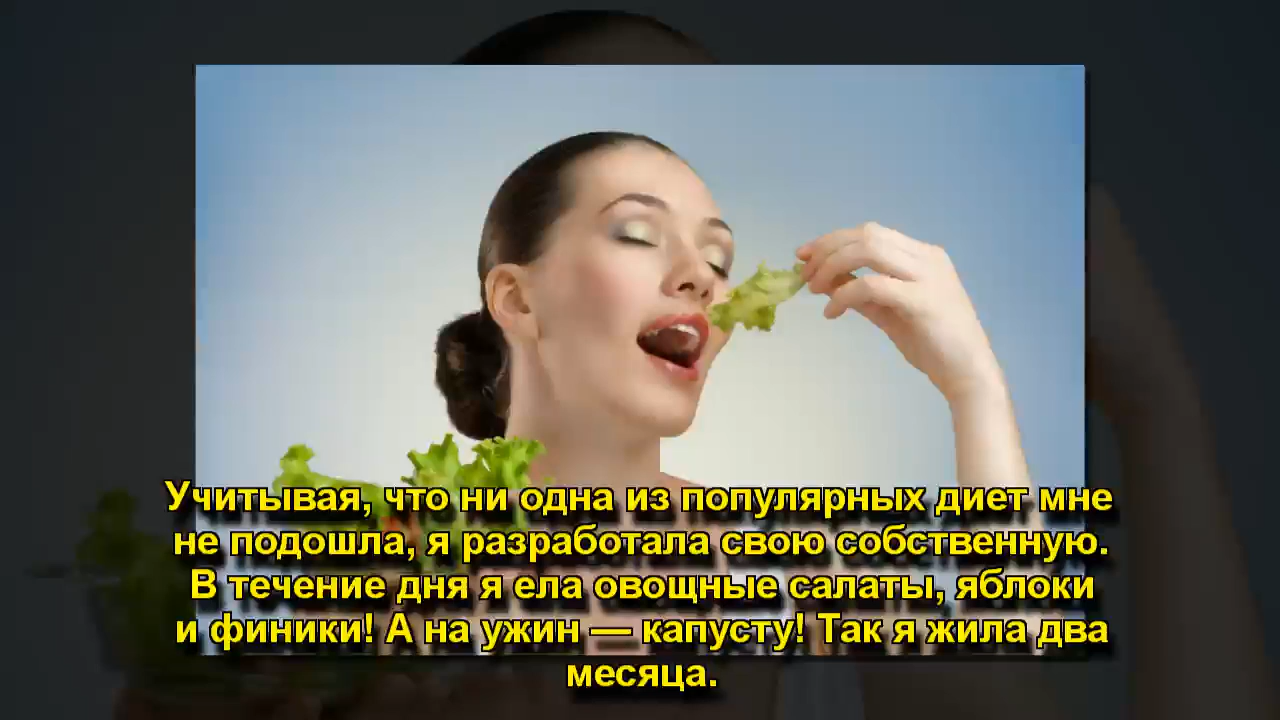 Учитывая, что ни одна из популярных диет мне
не подошла, я разработала свою собственную.
В течение дня я ела овощные салаты, яблоки
и финики! А на ужин — капусту! Так я жила два
месяца.